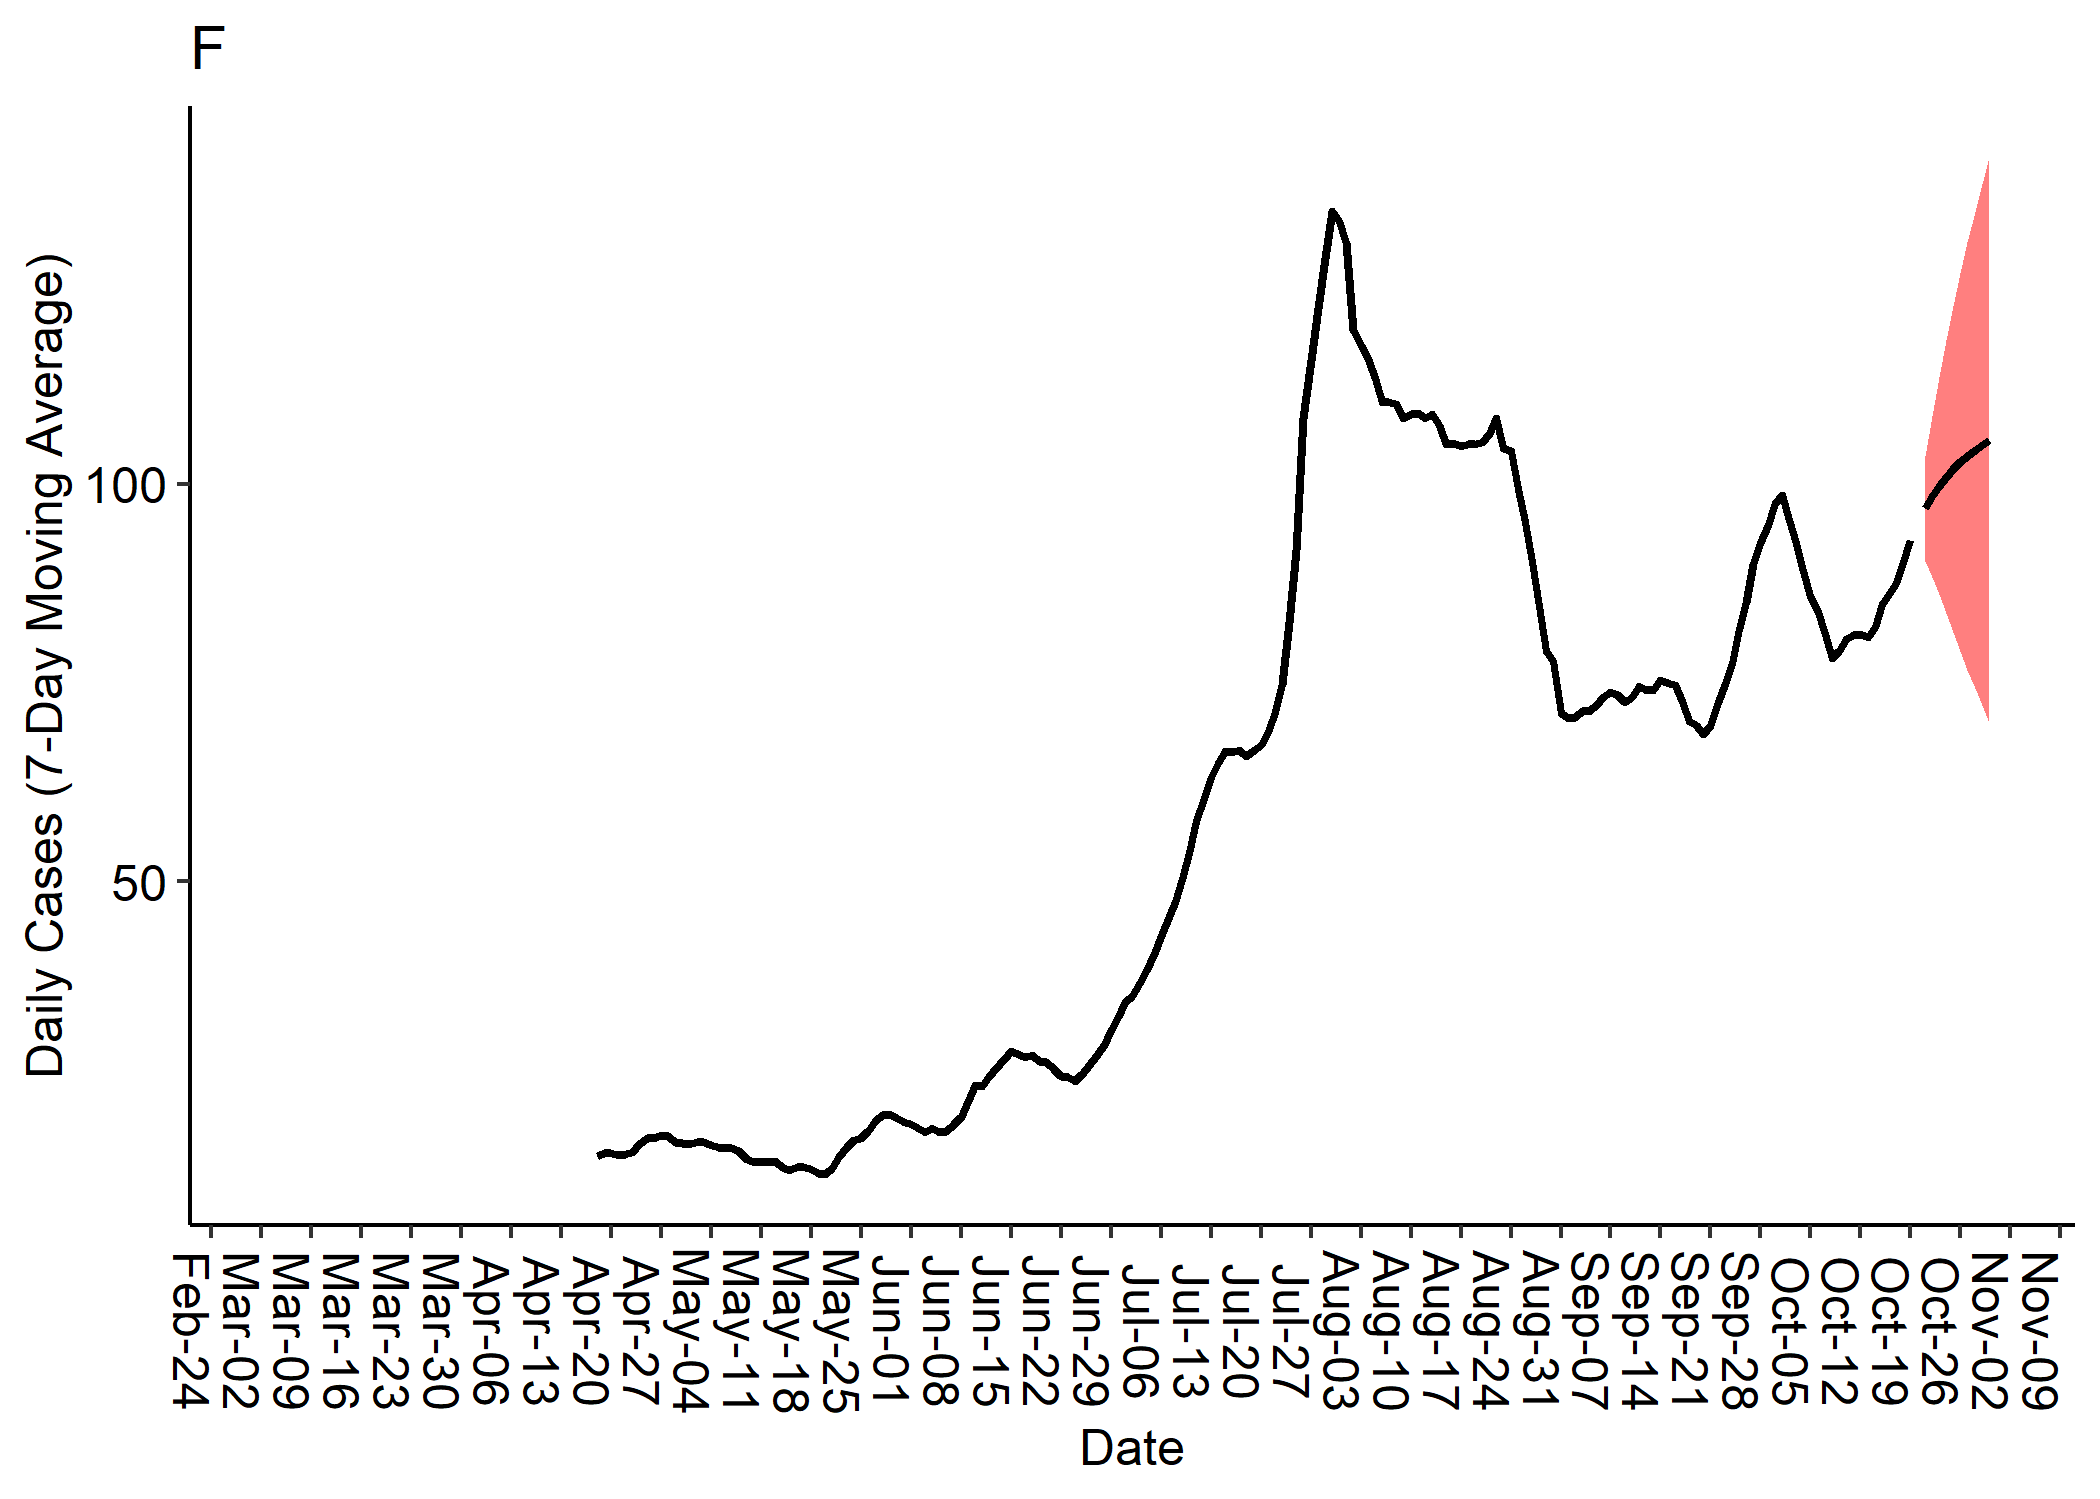 F
Daily Cases (7-Day Moving Average)
100
50
Feb-24
Mar-02
Mar-09
Mar-16
Mar-23
Mar-30
Apr-06
Apr-13
Apr-20
Apr-27
May-04
May-11
May-18
May-25
Jun-01
Jun-08
Jun-15
Jun-22
Jun-29
Jul-06
Jul-13
Jul-20
Jul-27
Aug-03
Aug-10
Aug-17
Aug-24
Aug-31
Sep-07
Sep-14
Sep-21
Sep-28
Oct-05
Oct-12
Oct-19
Oct-26
Nov-02
Nov-09
Date